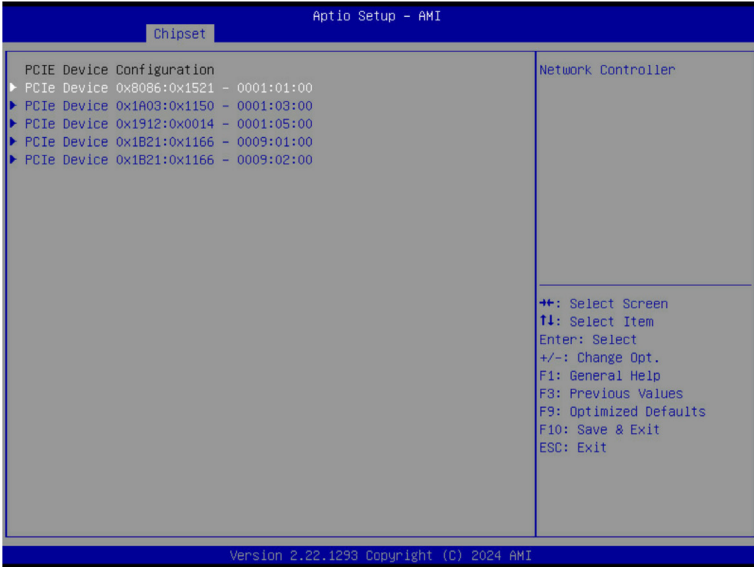 Aptio Setup – AMI
Chipset
PCIE Device Configuration
PCIe Device 0x8086:0x1521 – 0001:01:00
PCIe Device 0x1A03:0x1150 – 0001:03:00
PCIe Device 0x1912:0x0014 – 0001:05:00
PCIe Device 0x1B21:0x1166 – 0009:01:00
PCIe Device 0x1B21:0x1166 – 0009:02:00
Network Controller
→←: Select Screen
↑↓: Select Item
Enter: Select
+/-: Change Opt.
F1: General Help
F3: Previous Values
F9: Optimized Defaults
F10: Save & Exit
ESC: Exit
Version 2.22.1293 Copyright (C) 2024 AMI